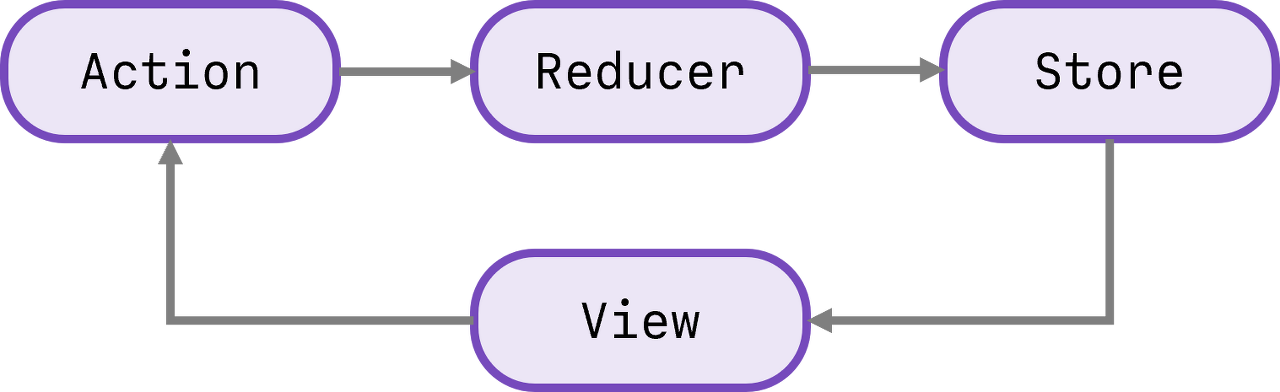 Action
Reducer
Store
View